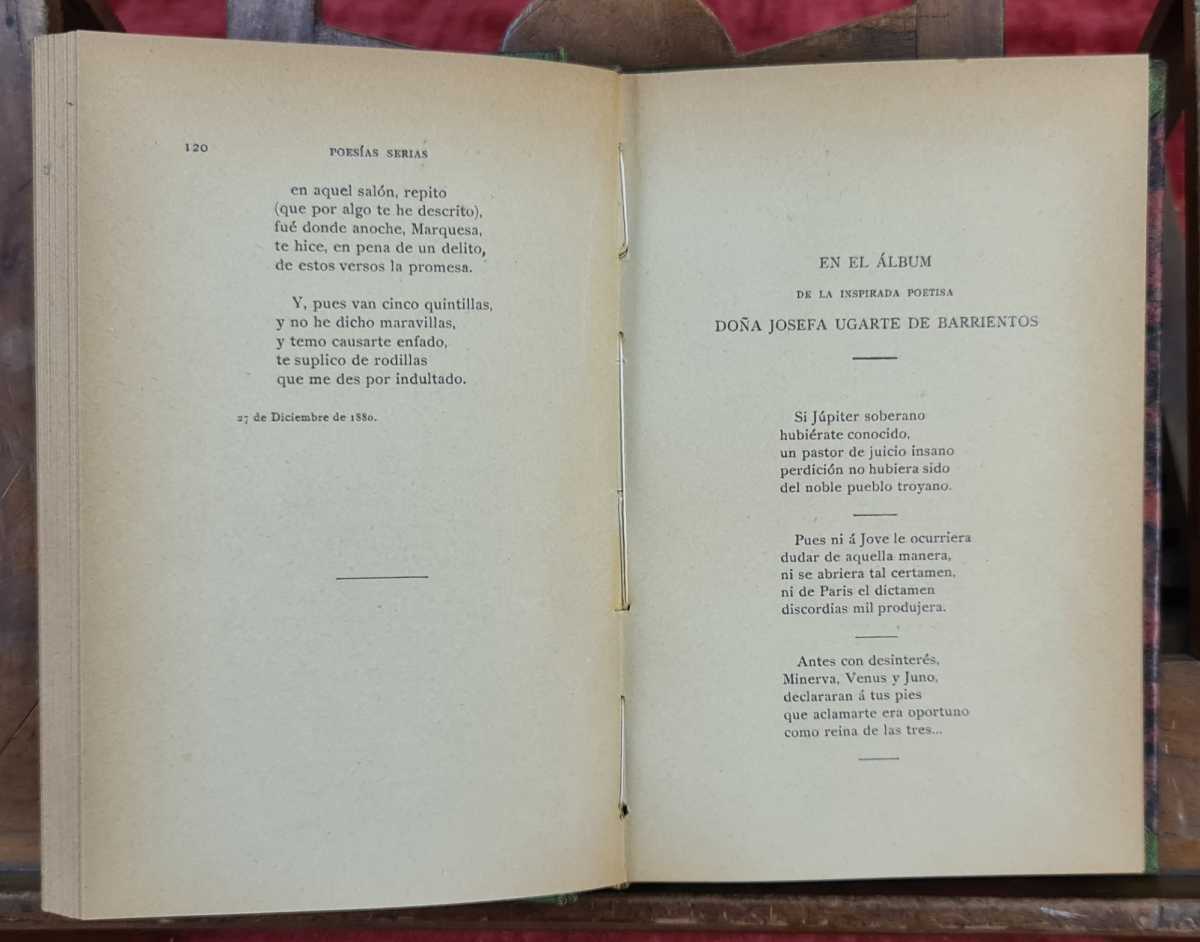 120
POESÍAS SERIAS
en aquel salón, repito
(que por algo te he descrito),
fué donde anoche, Marquesa,
te hice, en pena de un delito,
de estos versos la promesa.
Y, pues van cinco quintillas,
y no he dicho maravillas,
y temo causarte enfado,
te suplico de rodillas
que me des por indultado.
27 de Diciembre de 1880.
EN EL ÁLBUM
DE LA INSPIRADA POETISA
DOÑA JOSEFA UGARTE DE BARRIENTOS
Si Júpiter soberano
hubiérate conocido,
un pastor de juicio insano
perdición no hubiera sido
del noble pueblo troyano.
Pues ni á Jove le ocurriera
dudar de aquella manera,
ni se abriera tal certamen,
ni de Paris el dictamen
discordias mil produjera.
Antes con desinterés,
Minerva, Venus y Juno,
declararan á tus pies
que aclamarte era oportuno
como reina de las tres...